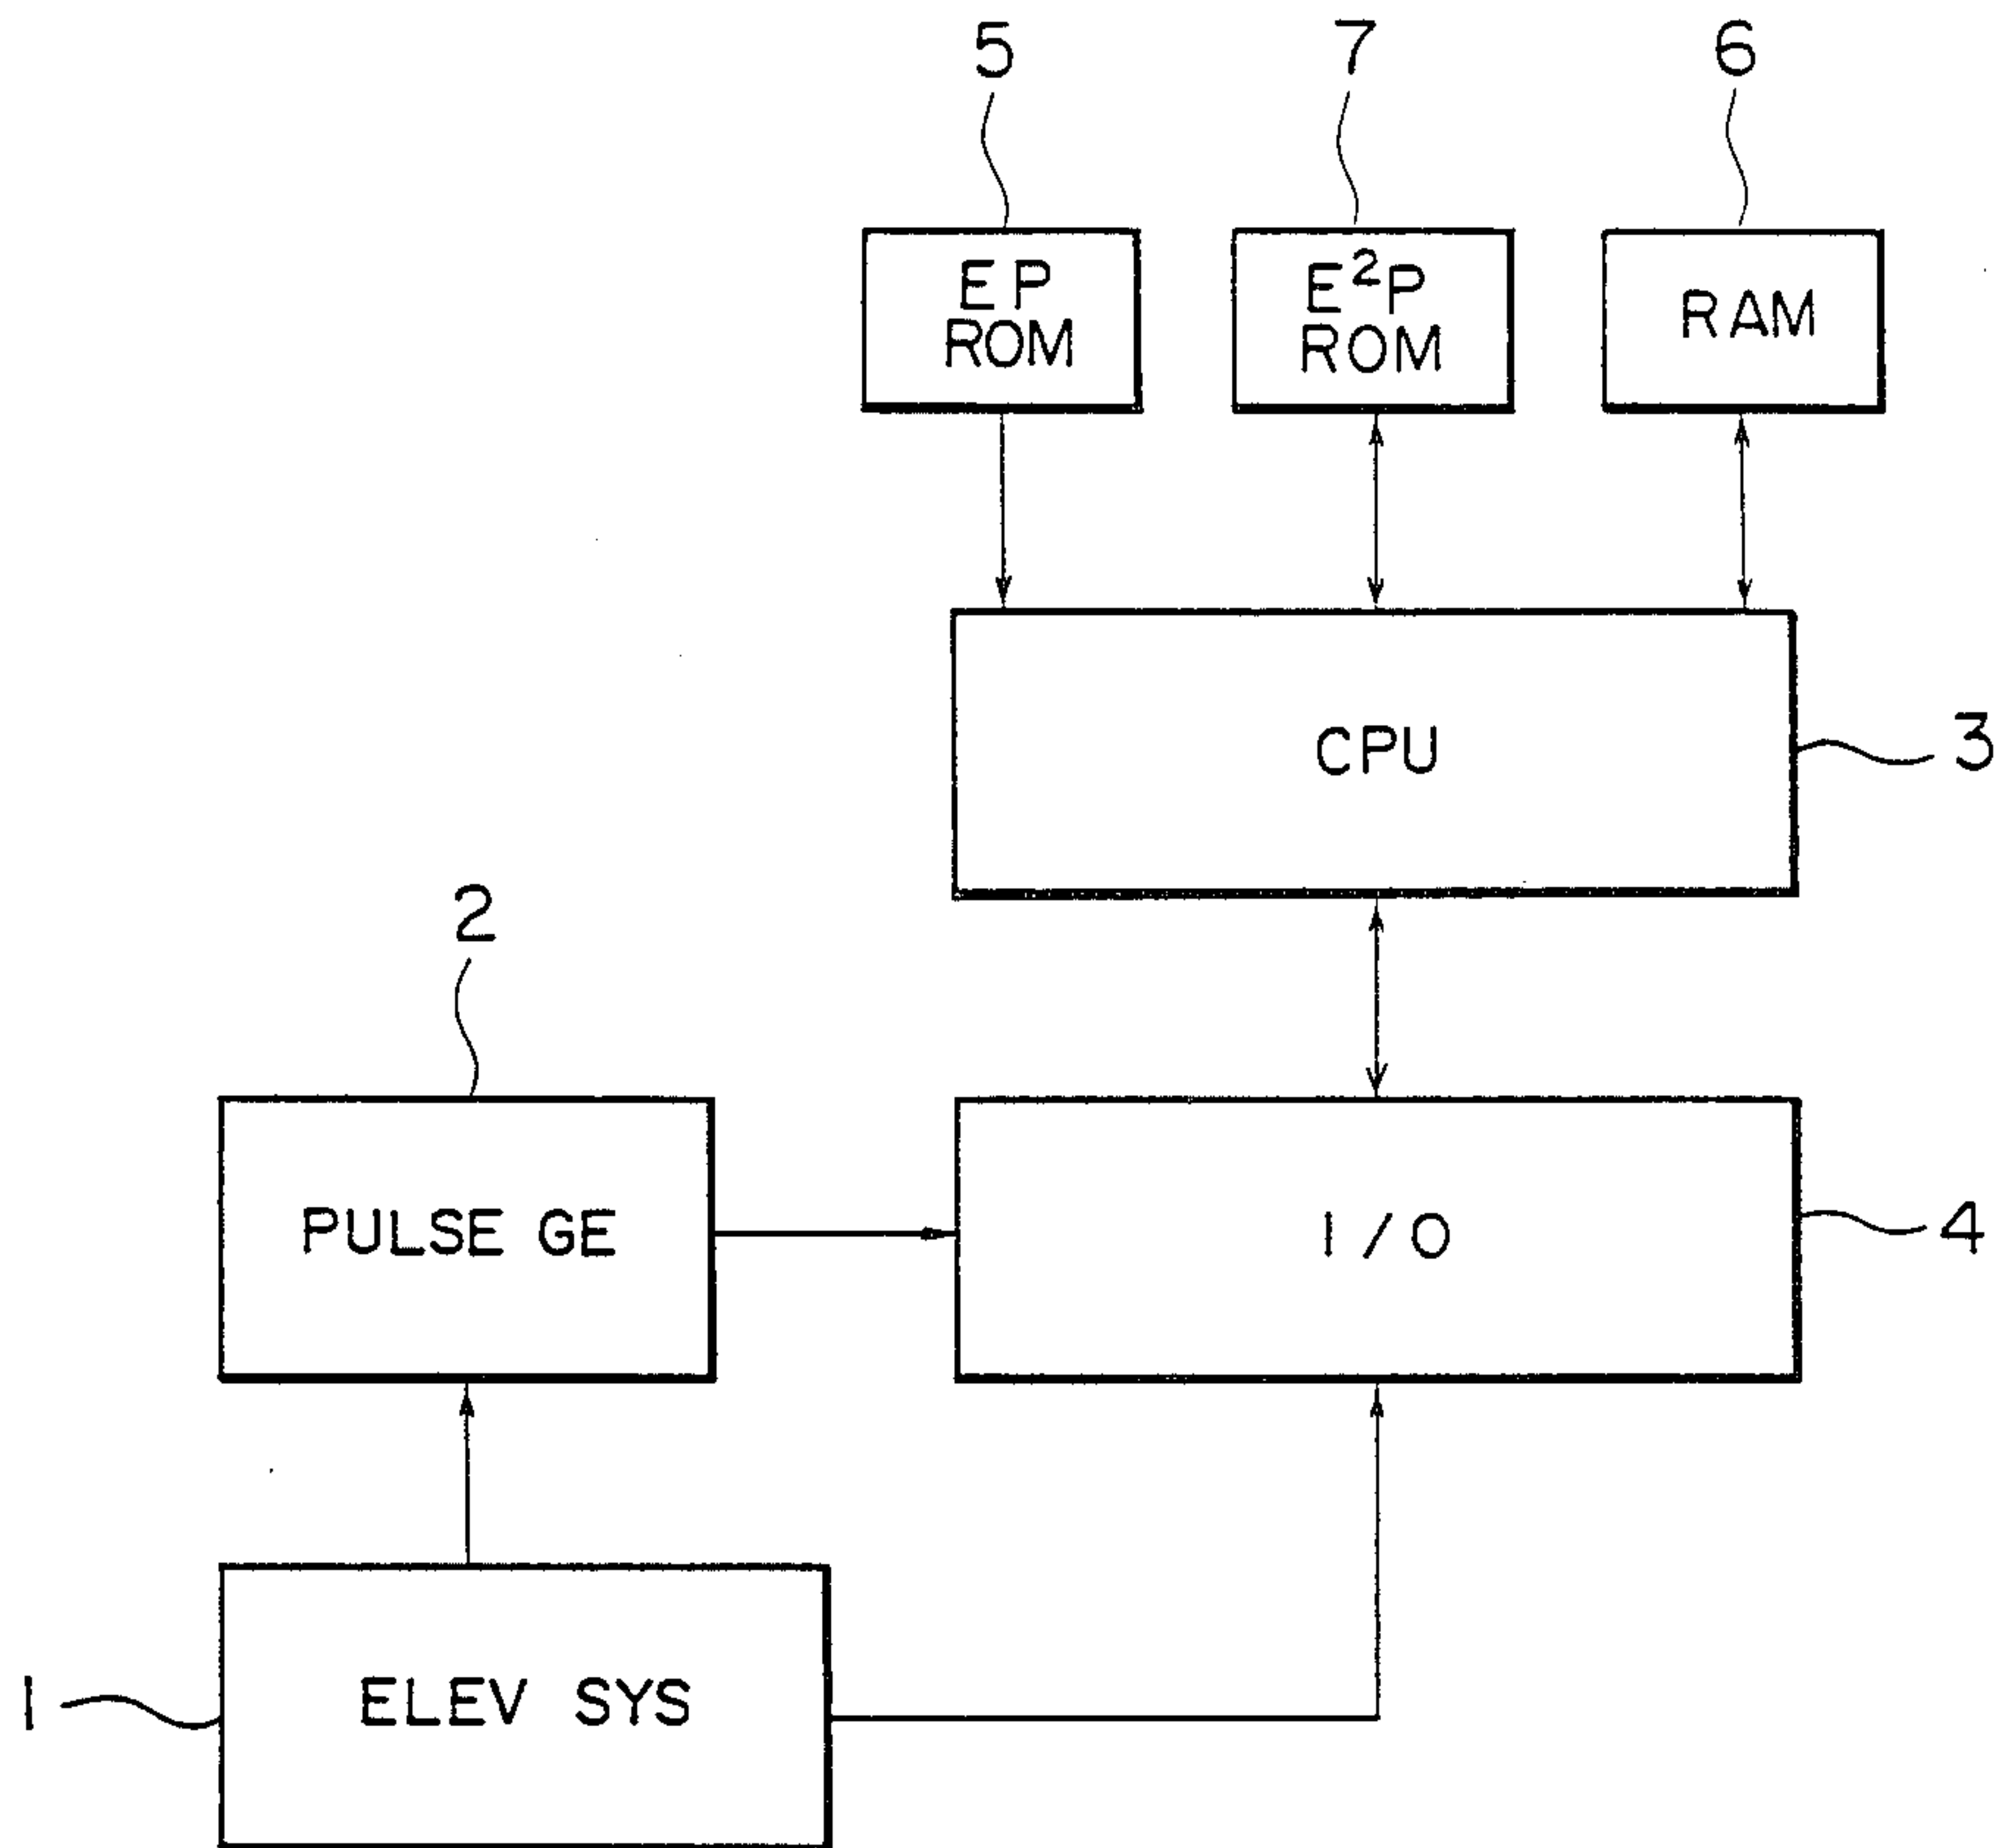 5 7 6
EP
ROM
E²P
ROM
RAM
CPU
3
2
PULSE GE
I/O
4
1
ELEV SYS